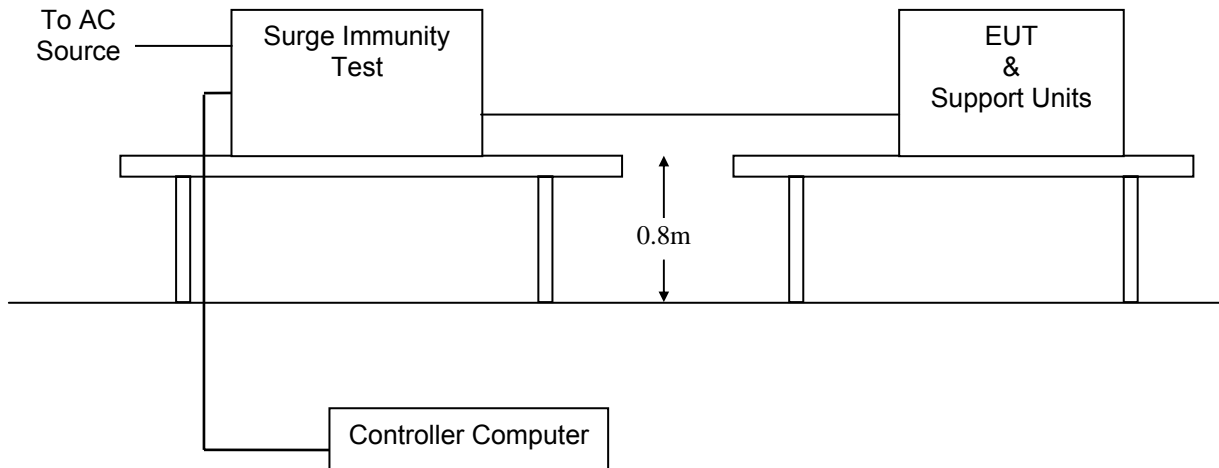 To AC
Source
Surge Immunity
Test
EUT
&
Support Units
0.8m
Controller Computer